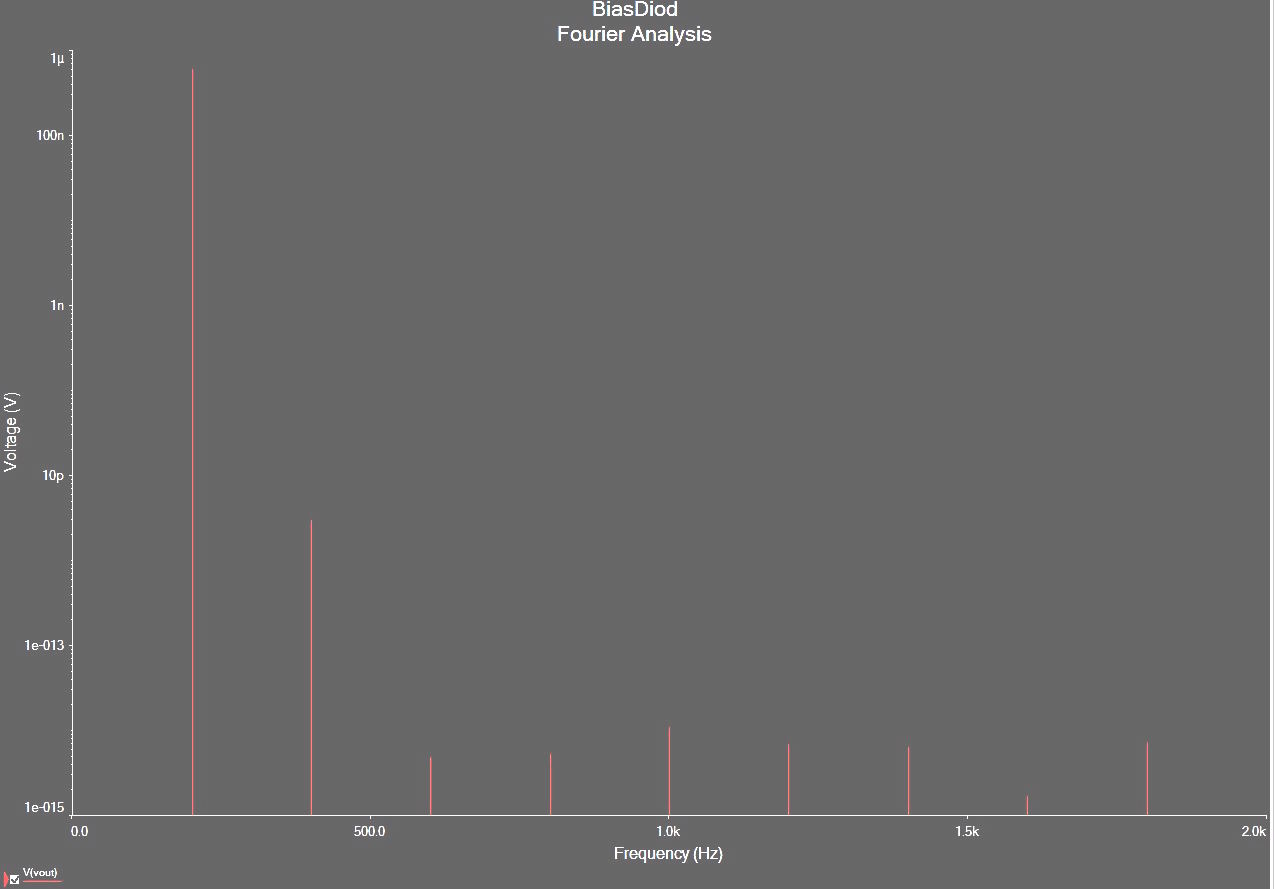 BiasDiod
Fourier Analysis
1µ
100n
1n
10p
1e-013
1e-015
Voltage (V)
0.0
500.0
1.0k
1.5k
2.0k
Frequency (Hz)
V(vout)